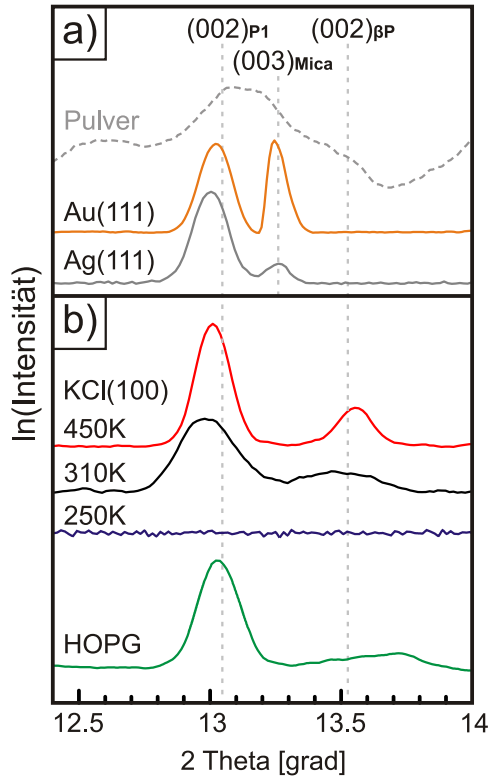 a)
(002)P1 (002)βP
(003)Mica
Pulver
Au(111)
Ag(111)
ln(Intensität)
b)
KCl(100)
450K
310K
250K
HOPG
12.5 13 13.5 14
2 Theta [grad]